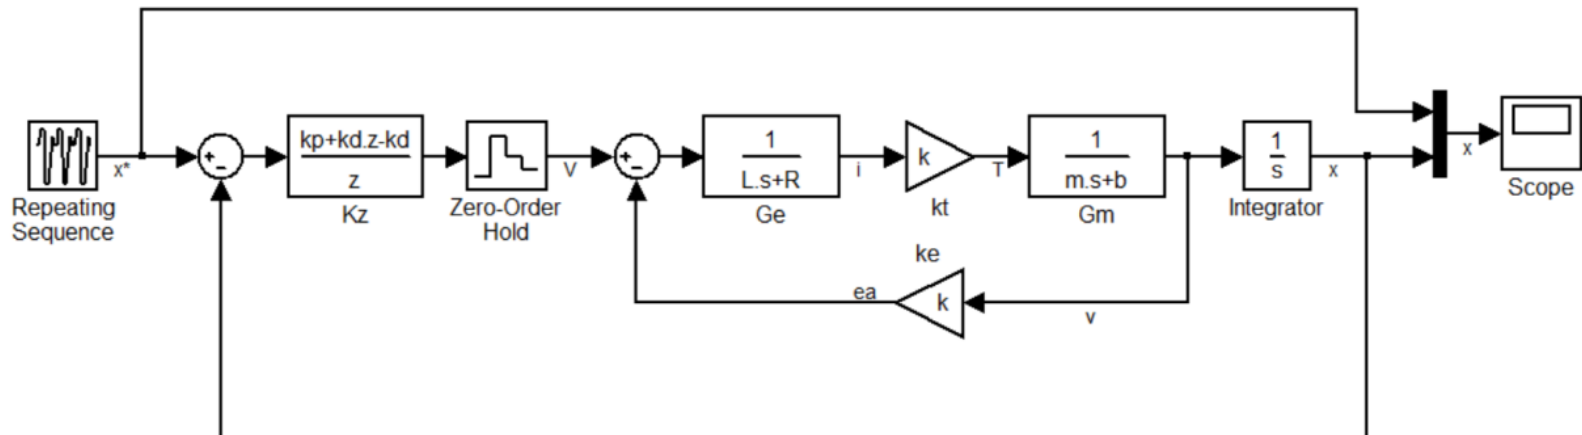 Repeating
Sequence
x*
+
-
kp+kd.z-kd
z
Kz
Zero-Order
Hold
V
+
-
1
L.s+R
Ge
i
k
kt
T
1
m.s+b
Gm
1
s
Integrator
x
x
Scope
ke
k
ea
v